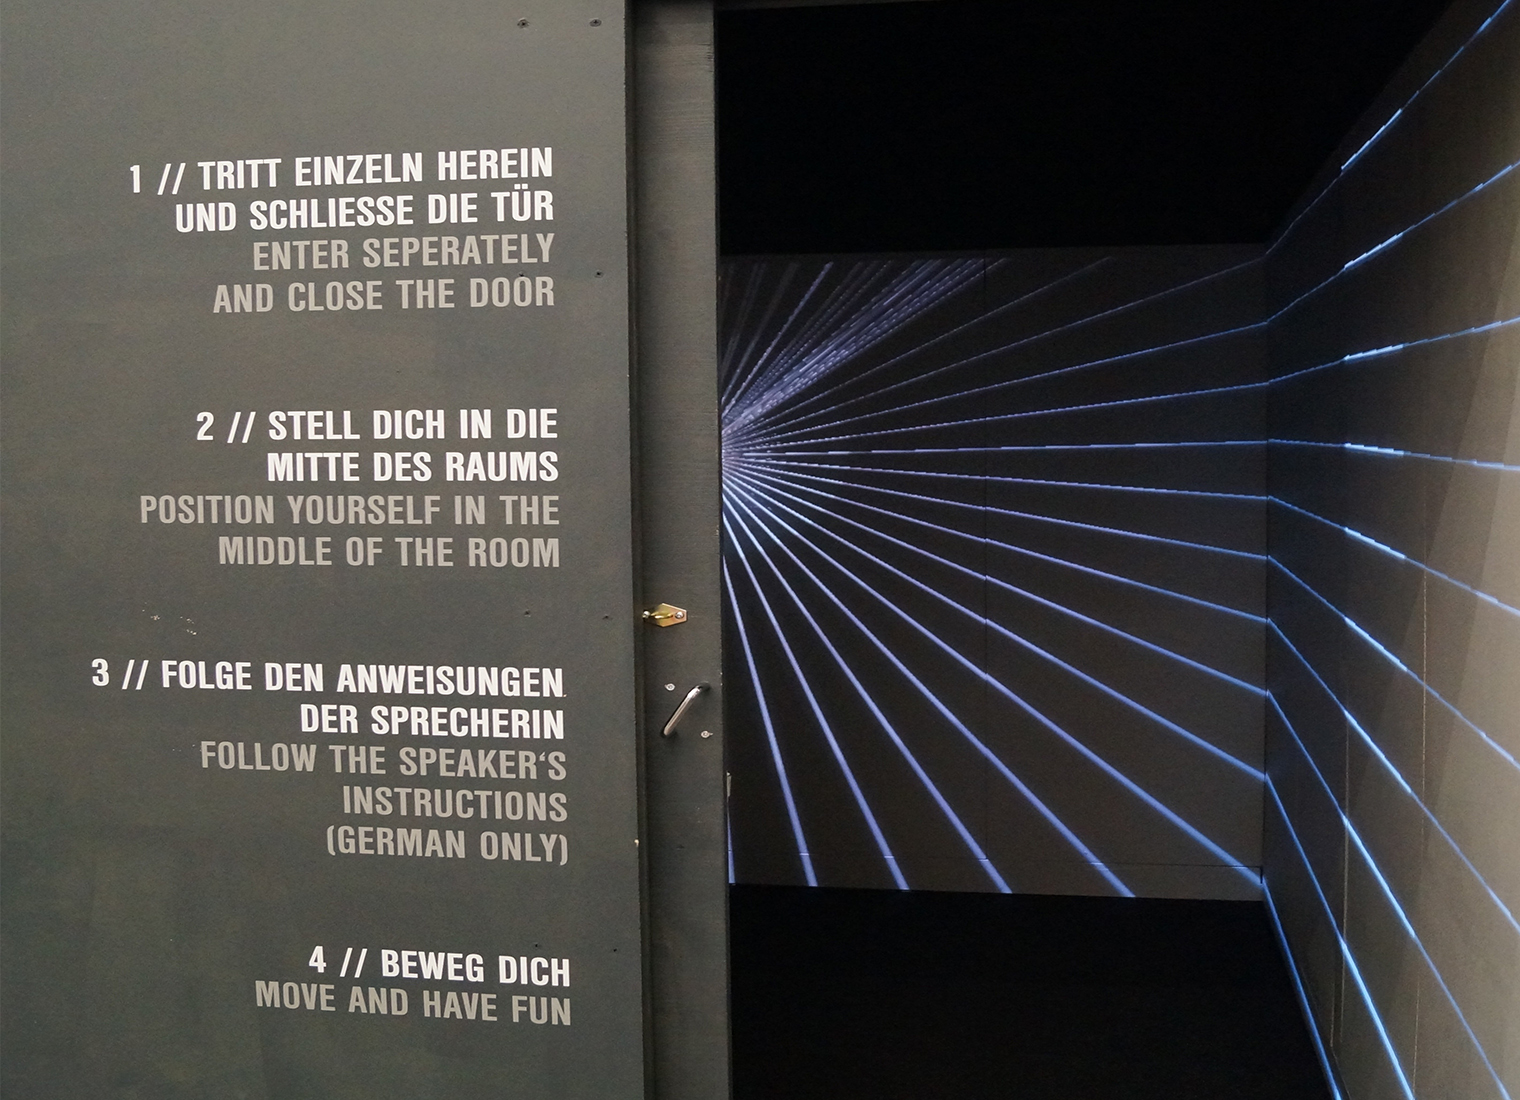 1 // TRITT EINZELN HEREIN
UND SCHLIESSE DIE TÜR
ENTER SEPERATELY
AND CLOSE THE DOOR
2 // STELL DICH IN DIE
MITTE DES RAUMS
POSITION YOURSELF IN THE
MIDDLE OF THE ROOM
3 // FOLGE DEN ANWEISUNGEN
DER SPRECHERIN
FOLLOW THE SPEAKER‘S
INSTRUCTIONS
(GERMAN ONLY)
4 // BEWEG DICH
MOVE AND HAVE FUN